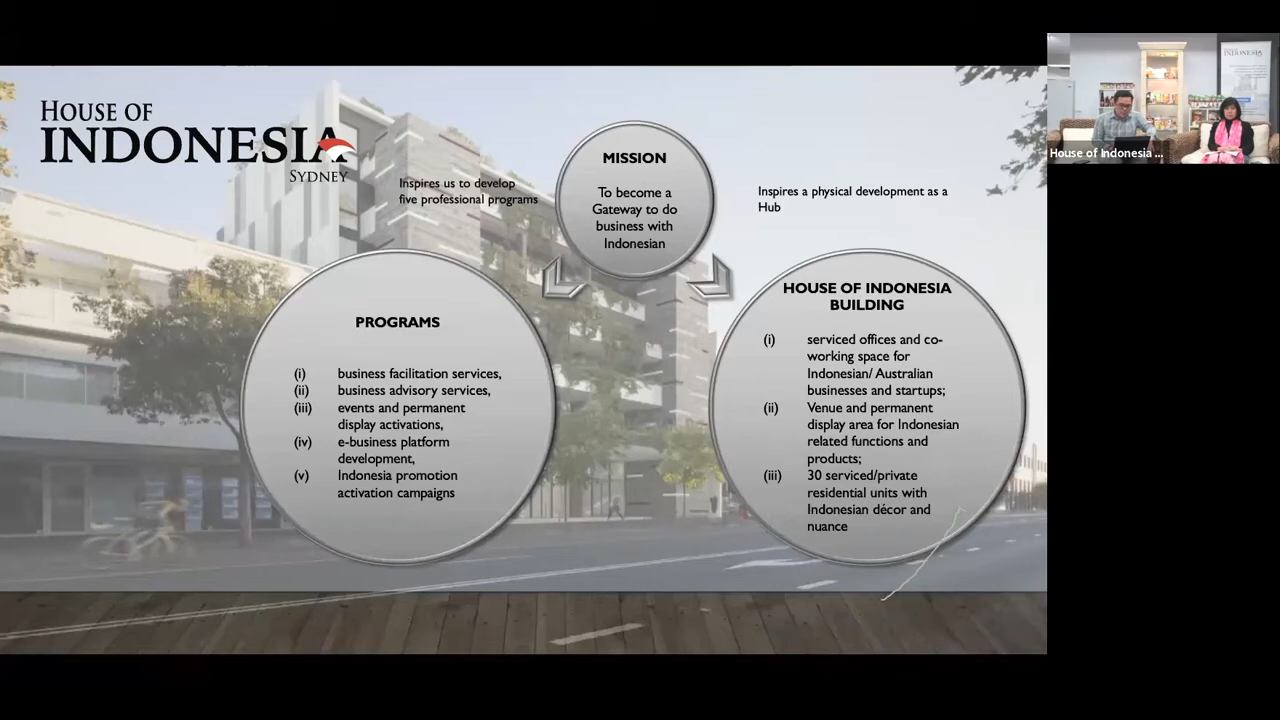 HOUSE OF
INDONESIA
SYDNEY
Inspires us to develop
five professional programs
MISSION
To become a
Gateway to do
business with
Indonesian
Inspires a physical development as a
Hub
PROGRAMS
(i) business facilitation services,
(ii) business advisory services,
(iii) events and permanent
display activations,
(iv) e-business platform
development,
(v) Indonesia promotion
activation campaigns
HOUSE OF INDONESIA
BUILDING
(i) serviced offices and co-
working space for
Indonesian/ Australian
businesses and startups;
(ii) Venue and permanent
display area for Indonesian
related functions and
products;
(iii) 30 serviced/private
residential units with
Indonesian décor and
nuance
INDONESIA
House of Indonesia ...